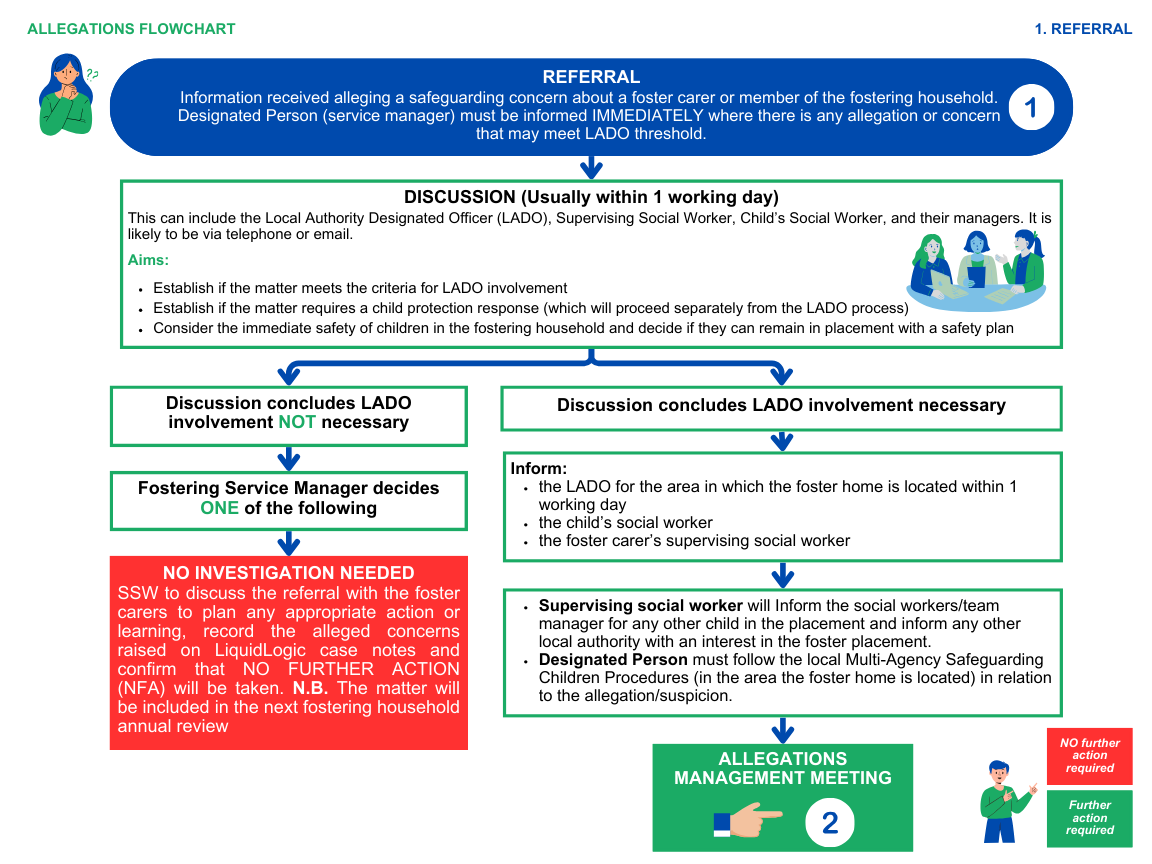 ALLEGATIONS FLOWCHART
1. REFERRAL
??
REFERRAL
Information received alleging a safeguarding concern about a foster carer or member of the fostering household.
Designated Person (service manager) must be informed IMMEDIATELY where there is any allegation or concern
that may meet LADO threshold.
1
DISCUSSION (Usually within 1 working day)
This can include the Local Authority Designated Officer (LADO), Supervising Social Worker, Child’s Social Worker, and their managers. It is
likely to be via telephone or email.
Aims:
• Establish if the matter meets the criteria for LADO involvement
• Establish if the matter requires a child protection response (which will proceed separately from the LADO process)
• Consider the immediate safety of children in the fostering household and decide if they can remain in placement with a safety plan
Discussion concludes LADO
involvement NOT necessary
Fostering Service Manager decides
ONE of the following
NO INVESTIGATION NEEDED
SSW to discuss the referral with the foster
carers to plan any appropriate action or
learning, record the alleged concerns
raised on LiquidLogic case notes and
confirm that NO FURTHER ACTION
(NFA) will be taken. N.B. The matter will
be included in the next fostering household
annual review
Discussion concludes LADO involvement necessary
Inform:
• the LADO for the area in which the foster home is located within 1
working day
• the child’s social worker
• the foster carer’s supervising social worker
• Supervising social worker will Inform the social workers/team
manager for any other child in the placement and inform any other
local authority with an interest in the foster placement.
• Designated Person must follow the local Multi-Agency Safeguarding
Children Procedures (in the area the foster home is located) in relation
to the allegation/suspicion.
ALLEGATIONS
MANAGEMENT MEETING
2
NO further
action
required
Further
action
required